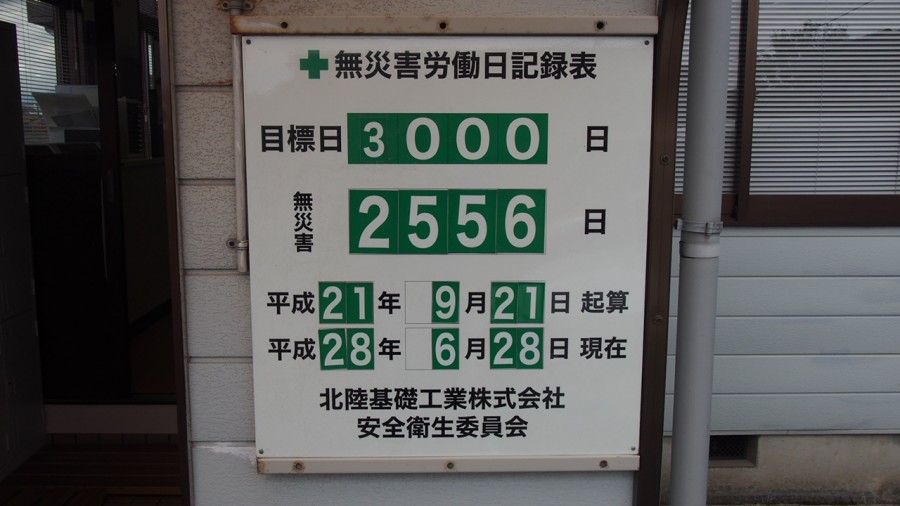 無災害労働日記録表
目標日 3000 日
無災害 2556 日
平成21年 9月21日 起算
平成28年 6月28日 現在
北陸基礎工業株式会社
安全衛生委員会